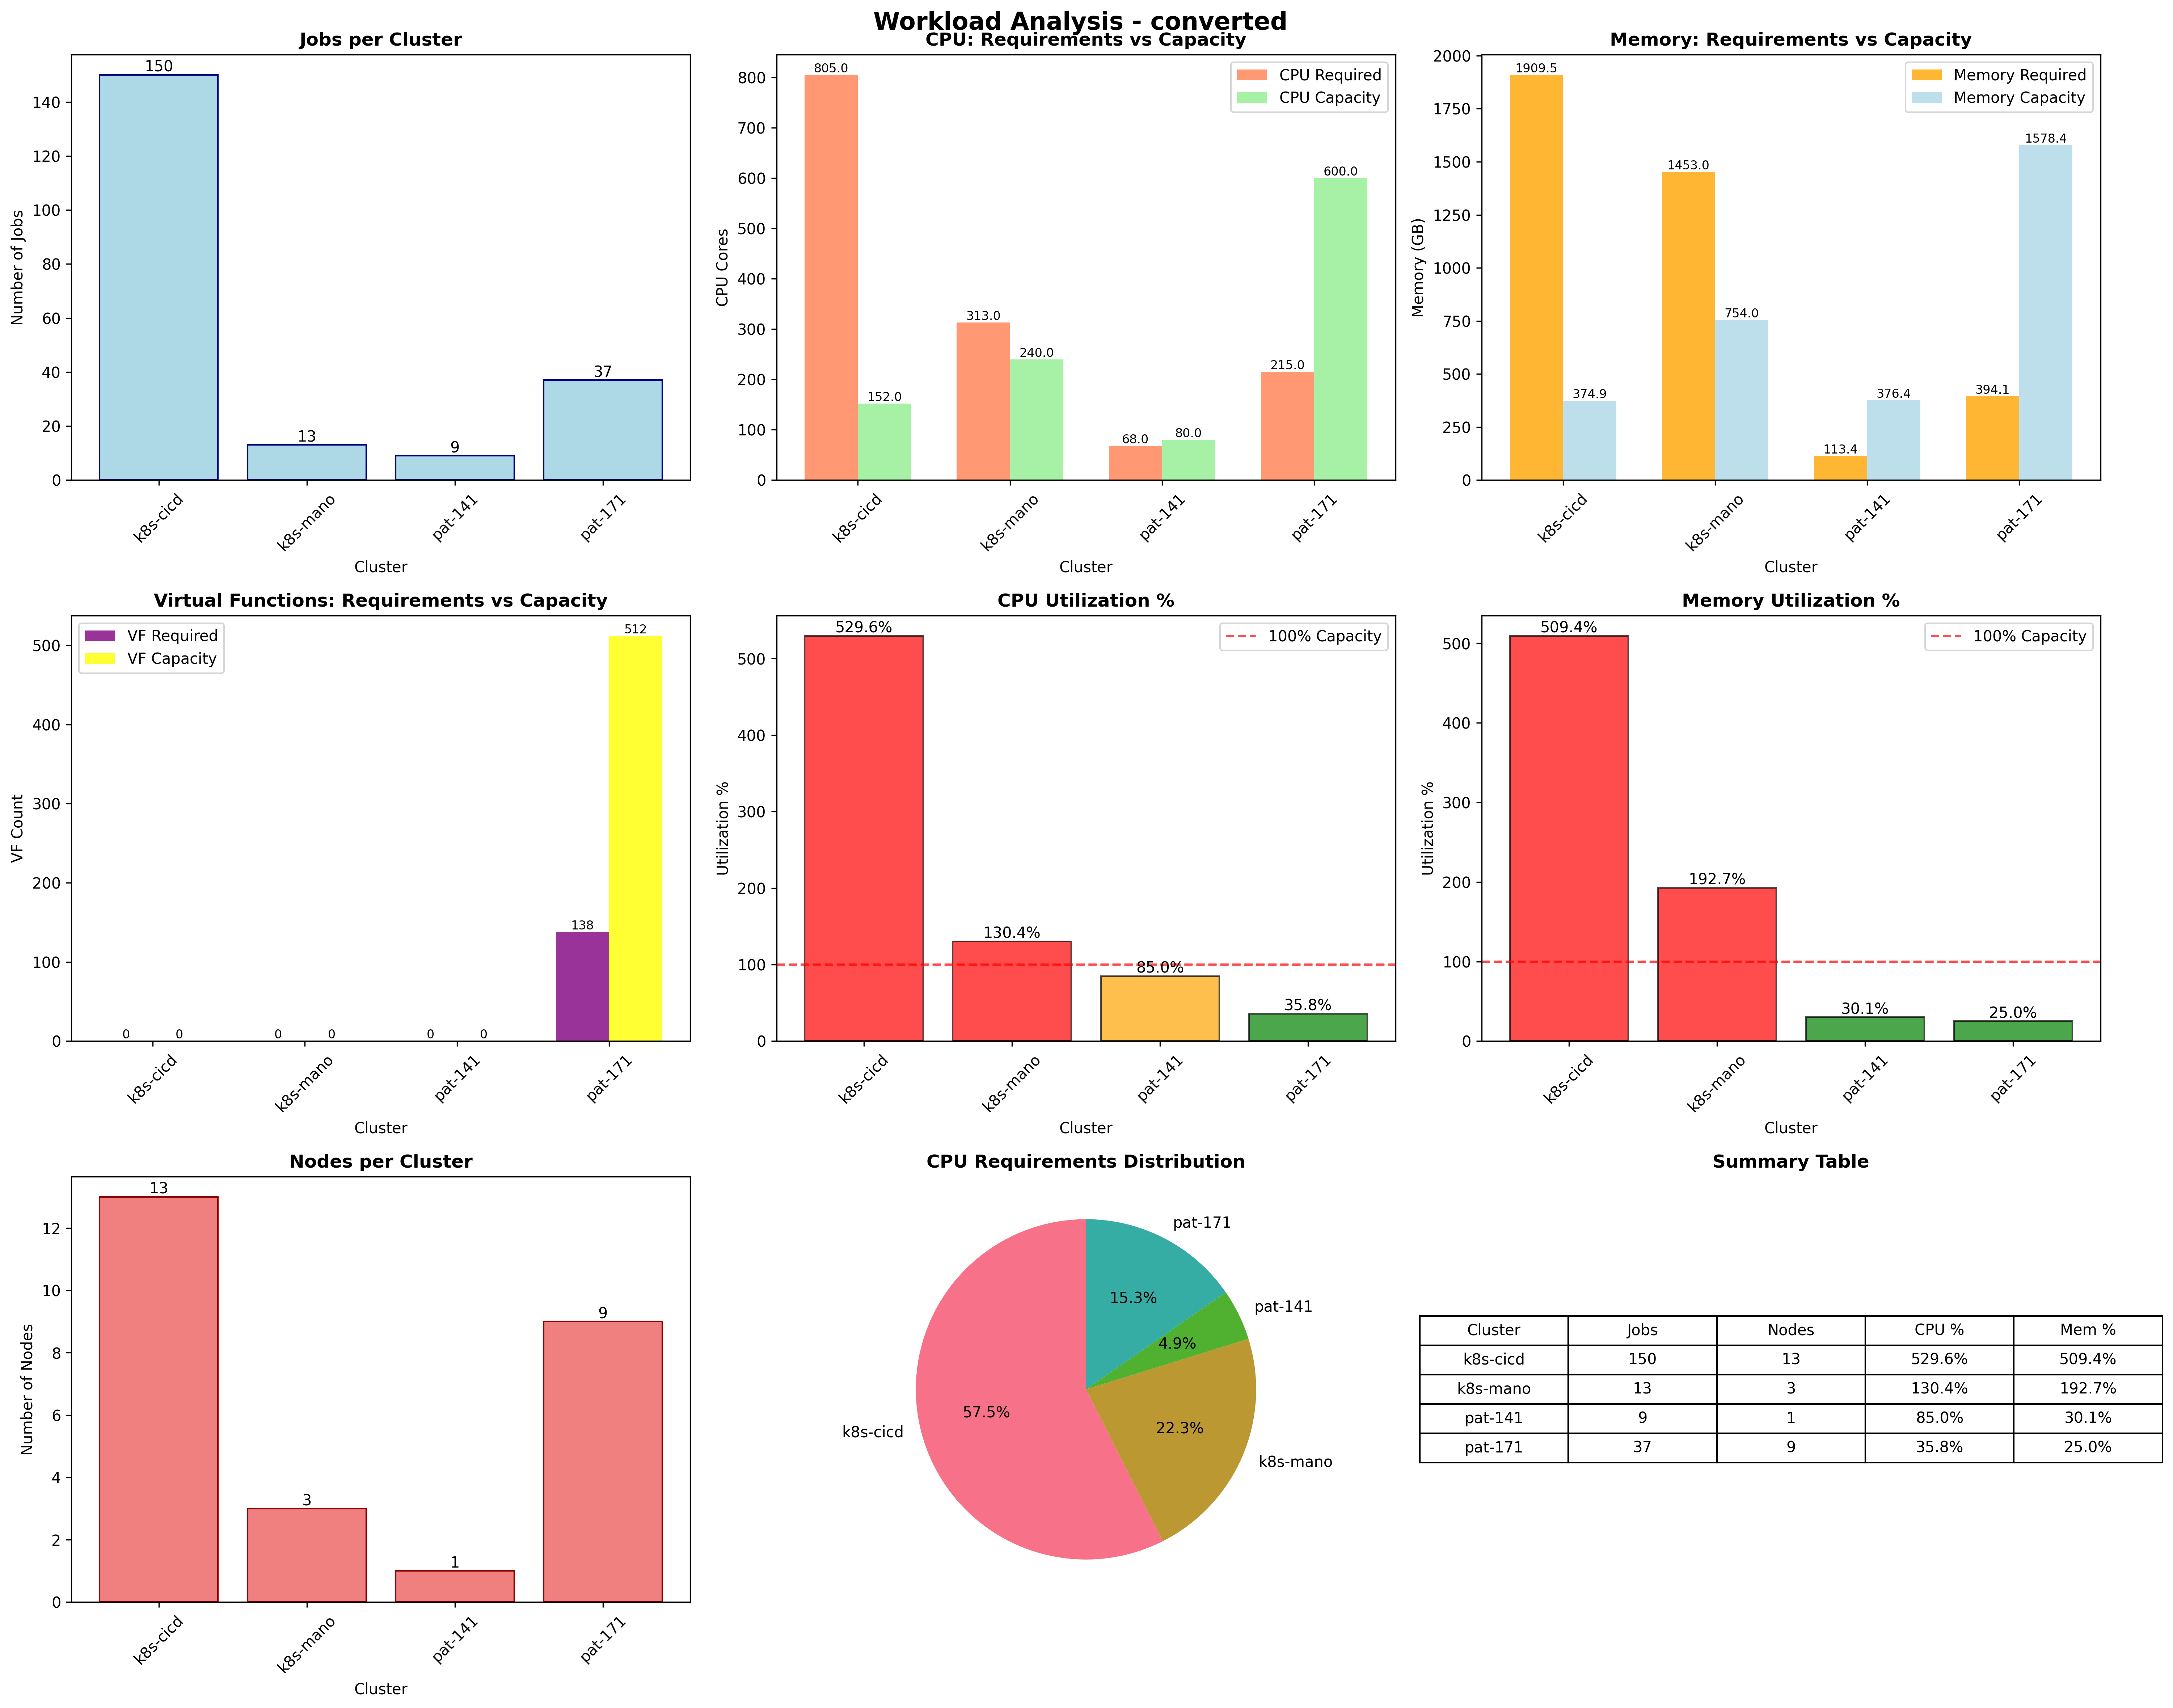 Workload Analysis - converted
Jobs per Cluster
Number of Jobs
140
120
100
80
60
40
20
0
150
13
9
37
k8s-cicd
k8s-mano
pat-141
pat-171
Cluster
CPU: Requirements vs Capacity
CPU Required
CPU Capacity
CPU Cores
800
700
600
500
400
300
200
100
0
805.0
152.0
313.0
240.0
68.0
80.0
215.0
600.0
k8s-cicd
k8s-mano
pat-141
pat-171
Cluster
Memory: Requirements vs Capacity
Memory Required
Memory Capacity
Memory (GB)
2000
1750
1500
1250
1000
750
500
250
0
1909.5
374.9
1453.0
754.0
113.4
376.4
394.1
1578.4
k8s-cicd
k8s-mano
pat-141
pat-171
Cluster
Virtual Functions: Requirements vs Capacity
VF Required
VF Capacity
VF Count
500
400
300
200
100
0
0
0
0
0
0
0
138
512
k8s-cicd
k8s-mano
pat-141
pat-171
Cluster
CPU Utilization %
100% Capacity
Utilization %
500
400
300
200
100
0
529.6%
130.4%
85.0%
35.8%
k8s-cicd
k8s-mano
pat-141
pat-171
Cluster
Memory Utilization %
100% Capacity
Utilization %
500
400
300
200
100
0
509.4%
192.7%
30.1%
25.0%
k8s-cicd
k8s-mano
pat-141
pat-171
Cluster
Nodes per Cluster
Number of Nodes
12
10
8
6
4
2
0
13
3
1
9
k8s-cicd
k8s-mano
pat-141
pat-171
Cluster
CPU Requirements Distribution
pat-171
15.3%
pat-141
4.9%
57.5%
k8s-cicd
22.3%
k8s-mano
Summary Table
Cluster Jobs Nodes CPU % Mem %
k8s-cicd 150 13 529.6% 509.4%
k8s-mano 13 3 130.4% 192.7%
pat-141 9 1 85.0% 30.1%
pat-171 37 9 35.8% 25.0%